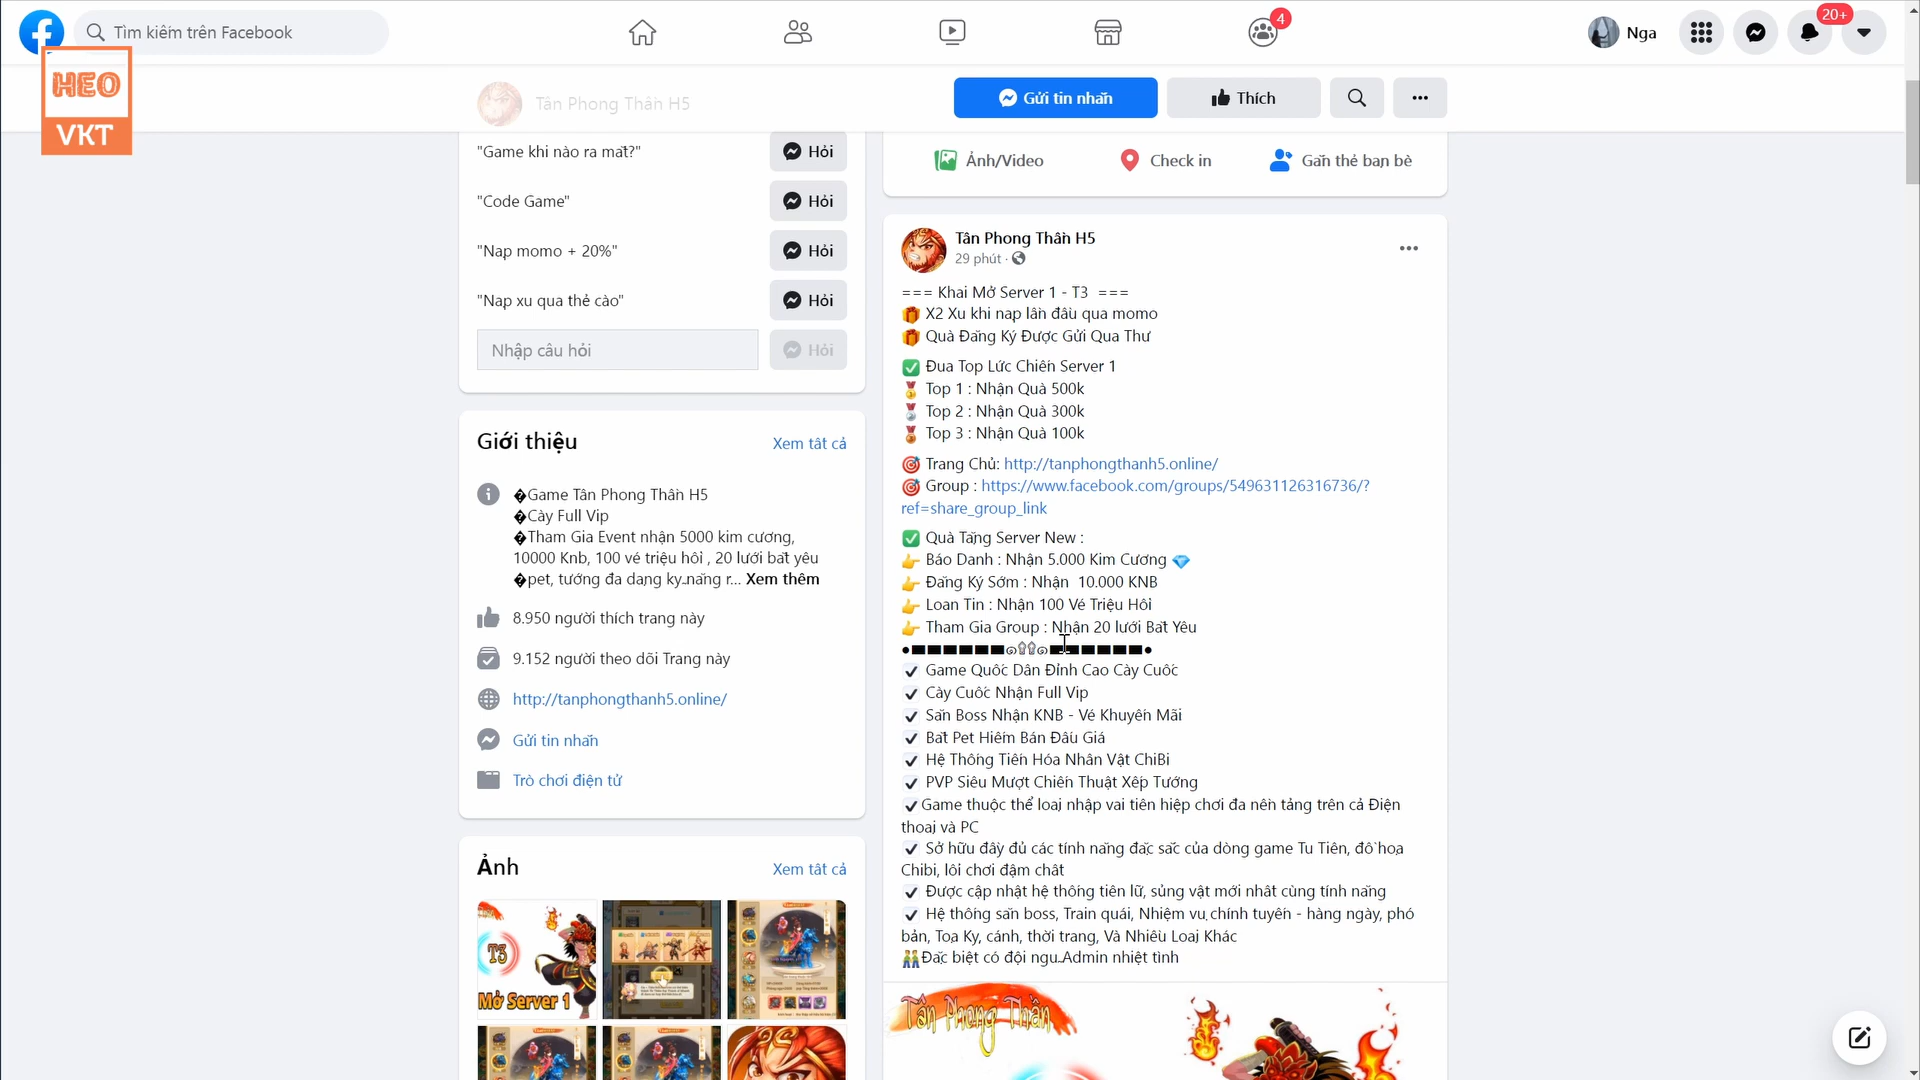 Tìm kiếm trên Facebook
4
Nga
20+
HEO
VKT
Tân Phong Thần H5
Gửi tin nhắn
Thích
"Game khi nào ra mắt?"
Hỏi
"Code Game"
Hỏi
"Nạp momo + 20%"
Hỏi
"Nạp xu qua thẻ cào"
Hỏi
Nhập câu hỏi
Hỏi
Giới thiệu
Xem tất cả
�Game Tân Phong Thần H5
�Cày Full Vip
�Tham Gia Event nhận 5000 kim cương,
10000 Knb, 100 vé triệu hồi , 20 lưới bắt yêu
�pet, tướng đa dạng kỹ năng r... Xem thêm
8.950 người thích trang này
9.152 người theo dõi Trang này
http://tanphongthanh5.online/
Gửi tin nhắn
Trò chơi điện tử
Ảnh
Xem tất cả
T3
Mở Server 1
Ảnh/Video
Check in
Gắn thẻ bạn bè
Tân Phong Thần H5
29 phút ·
=== Khai Mở Server 1 - T3 ===
🎁 X2 Xu khi nạp lần đầu qua momo
🎁 Quà Đăng Ký Được Gửi Qua Thư
✅ Đua Top Lức Chiến Server 1
🥇 Top 1 : Nhận Quà 500k
🥈 Top 2 : Nhận Quà 300k
🥉 Top 3 : Nhận Quà 100k
🎯 Trang Chủ: http://tanphongthanh5.online/
🎯 Group : https://www.facebook.com/groups/549631126316736/?
ref=share_group_link
✅ Quà Tặng Server New :
👉 Báo Danh : Nhận 5.000 Kim Cương 💎
👉 Đăng Ký Sớm : Nhận 10.000 KNB
👉 Loan Tin : Nhận 100 Vé Triệu Hồi
👉 Tham Gia Group : Nhận 20 lưới Bắt Yêu
✔ Game Quốc Dân Đỉnh Cao Cày Cuốc
✔ Cày Cuốc Nhận Full Vip
✔ Săn Boss Nhận KNB - Vé Khuyến Mãi
✔ Bắt Pet Hiếm Bán Đấu Giá
✔ Hệ Thống Tiến Hóa Nhân Vật ChiBi
✔ PVP Siêu Mượt Chiến Thuật Xếp Tướng
✔Game thuộc thể loại nhập vai tiên hiệp chơi đa nền tảng trên cả Điện
thoại và PC
✔ Sở hữu đầy đủ các tính năng đặc sắc của dòng game Tu Tiên, đồ họa
Chibi, lối chơi đậm chất
✔ Được cập nhật hệ thống tiên lữ, sủng vật mới nhất cùng tính năng
✔ Hệ thống săn boss, Train quái, Nhiệm vụ chính tuyến - hàng ngày, phó
bản, Tọa Kỵ, cánh, thời trang, Và Nhiều Loại Khác
👬Đặc biệt có đội ngũ Admin nhiệt tình
Tân Phong Thần